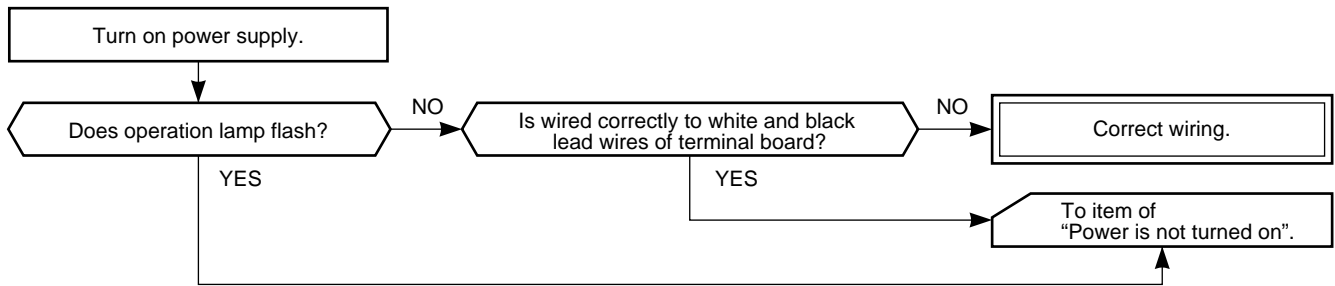 Turn on power supply.
Does operation lamp flash?
NO
Is wired correctly to white and black
lead wires of terminal board?
NO
Correct wiring.
YES
YES
To item of
“Power is not turned on”.